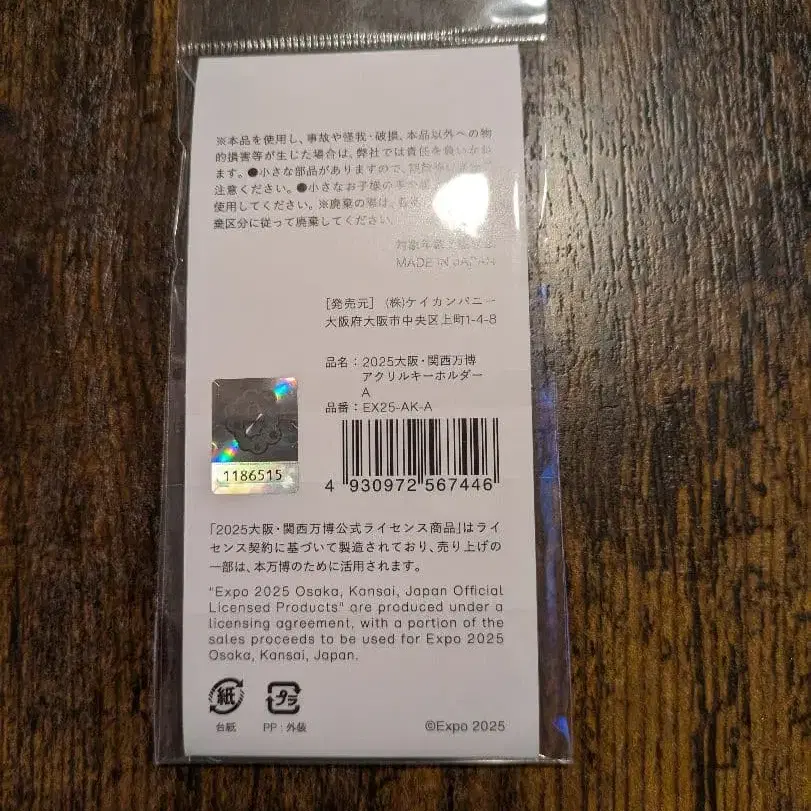 ※本品を使用し、事故や怪我・破損、本品以外への物
的損害等が生じた場合は、弊社では責任を負いかね
ます。●小さな部品がありますので、
注意ください。●小さなお子様の手の
使用してください。※廃棄の際は、
棄区分に従って廃棄してください。
対象年齢
MADE IN JAPAN
[発売元] (株)ケイカンパニー
大阪府大阪市中央区上町1-4-8
品名：2025大阪・関西万博
アクリルキーホルダー
A
品番：EX25-AK-A
1186515
4 930972 567446
「2025大阪・関西万博公式ライセンス商品」はライ
センス契約に基づいて製造されており、売り上げの
一部は、本万博のために活用されます。
"Expo 2025 Osaka, Kansai, Japan Official
Licensed Products" are produced under a
licensing agreement, with a portion of the
sales proceeds to be used for Expo 2025
Osaka, Kansai, Japan.
紙 プラ
台紙 PP：外装
©Expo 2025